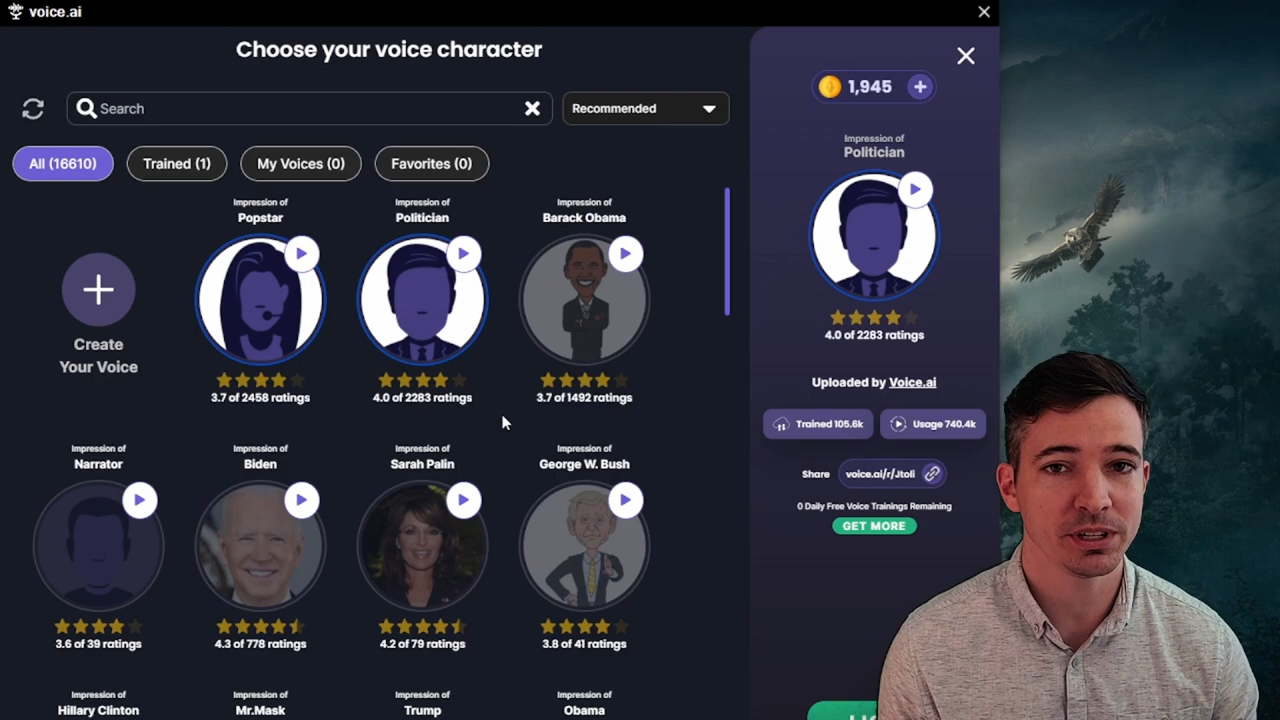 voice.ai
Choose your voice character
Search
Recommended
All (16610)
Trained (1)
My Voices (0)
Favorites (0)
Create
Your Voice
Impression of
Popstar
3.7 of 2458 ratings
Impression of
Politician
4.0 of 2283 ratings
Impression of
Barack Obama
3.7 of 1492 ratings
Impression of
Narrator
3.6 of 39 ratings
Impression of
Biden
4.3 of 778 ratings
Impression of
Sarah Palin
4.2 of 79 ratings
Impression of
George W. Bush
3.8 of 41 ratings
Impression of
Hillary Clinton
Impression of
Mr.Mask
Impression of
Trump
Impression of
Obama
1,945
Impression of
Politician
4.0 of 2283 ratings
Uploaded by Voice.ai
Trained 105.6k
Usage 740.4k
Share voice.ai/r/Jtoli
0 Daily Free Voice Trainings Remaining
GET MORE